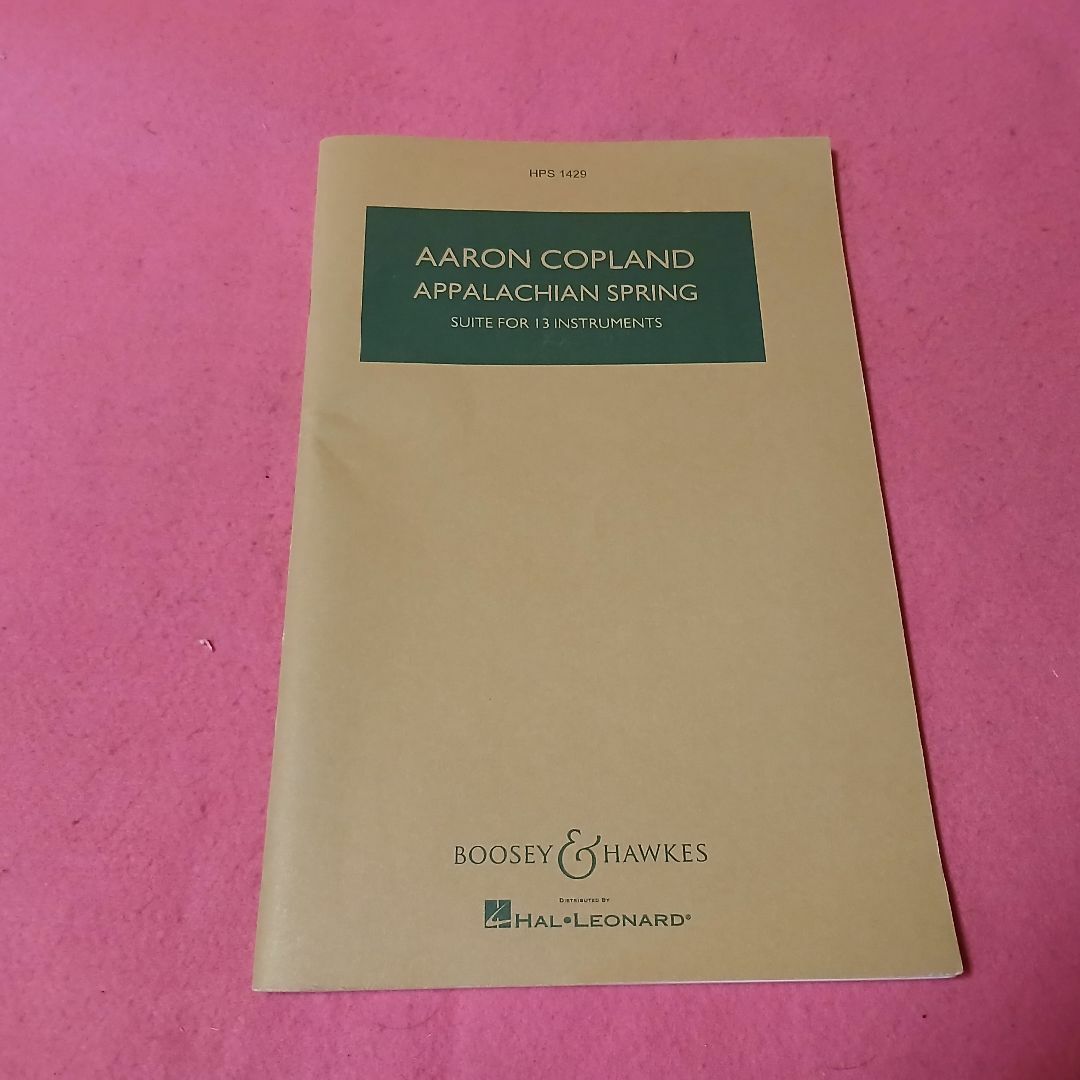 HPS 1429
AARON COPLAND
APPALACHIAN SPRING
SUITE FOR 13 INSTRUMENTS
BOOSEY & HAWKES
DISTRIBUTED BY
HAL•LEONARD®